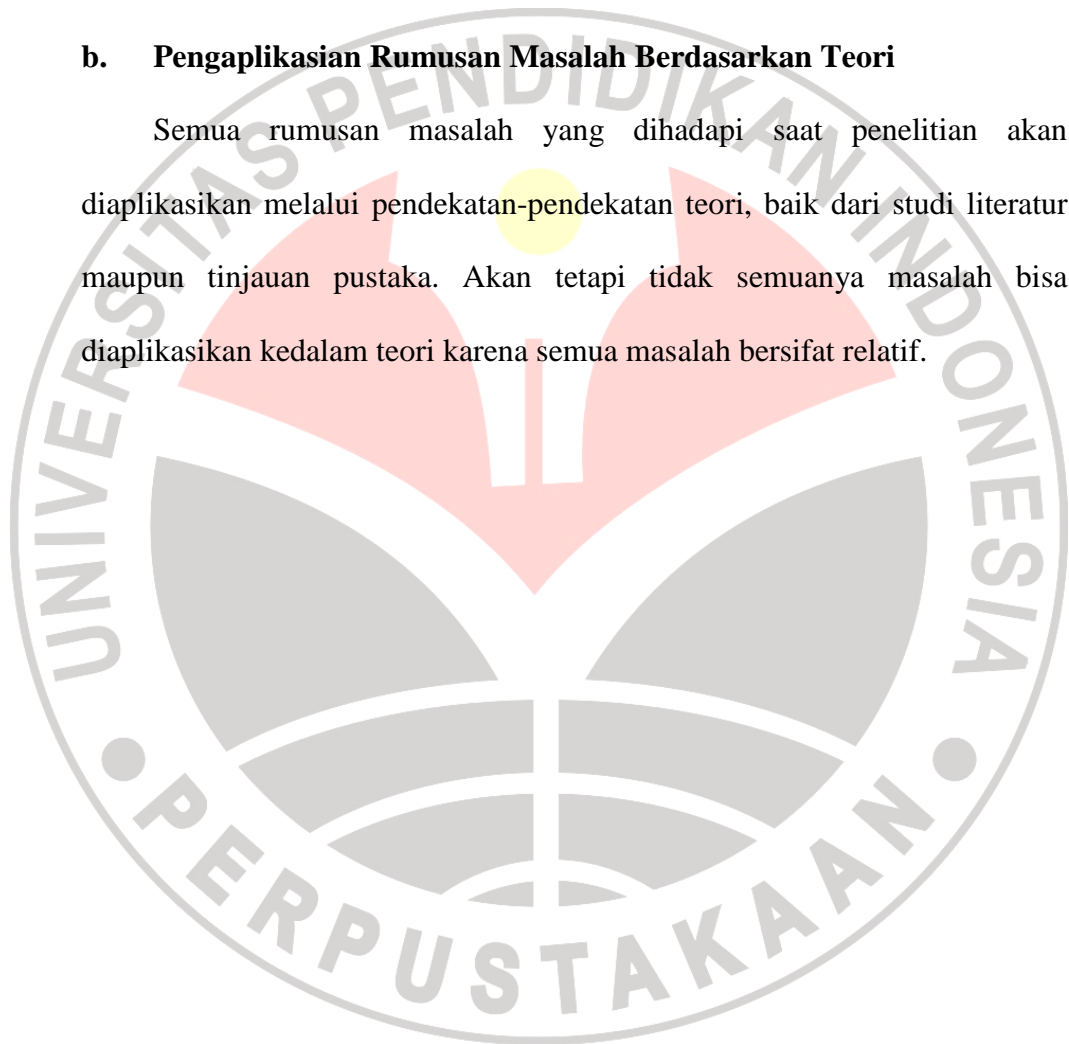 b. Pengaplikasian Rumusan Masalah Berdasarkan Teori
Semua rumusan masalah yang dihadapi saat penelitian akan
diaplikasikan melalui pendekatan-pendekatan teori, baik dari studi literatur
maupun tinjauan pustaka. Akan tetapi tidak semuanya masalah bisa
diaplikasikan kedalam teori karena semua masalah bersifat relatif.
UNIVERSITAS PENDIDIKAN INDONESIA
PERPUSTAKAAN